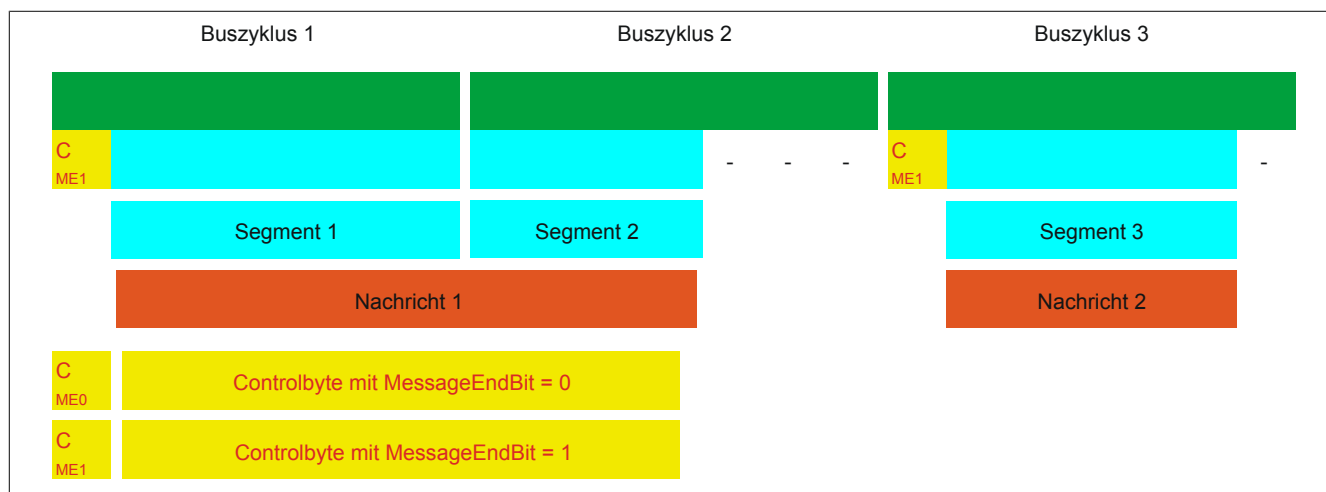 Buszyklus 1 Buszyklus 2 Buszyklus 3
C C
ME1 - - - ME1 -
Segment 1 Segment 2 Segment 3
Nachricht 1 Nachricht 2
C
ME0 Controlbyte mit MessageEndBit = 0
C
ME1 Controlbyte mit MessageEndBit = 1